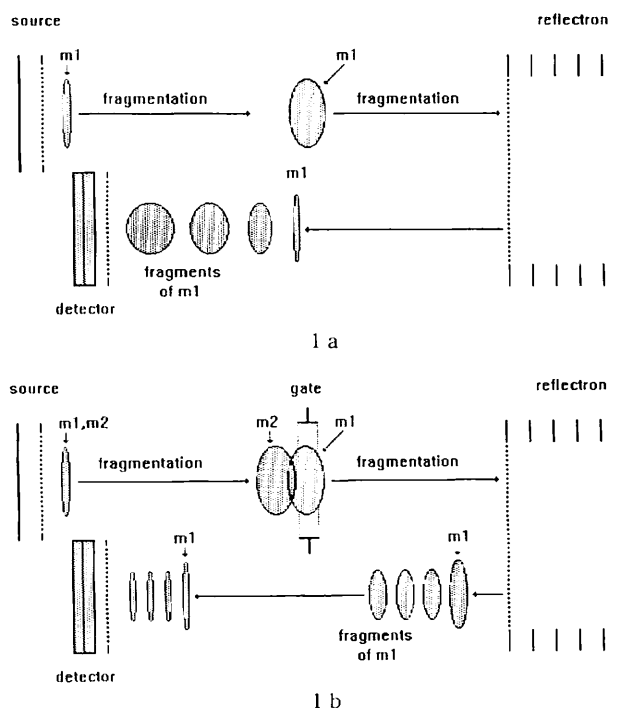 source
reflectron
m1
m1
fragmentation
fragmentation
m1
fragments
of m1
detector
1 a
source
gate
reflectron
m1,m2
m2
m1
fragmentation
fragmentation
m1
m1
fragments
of m1
detector
1 b